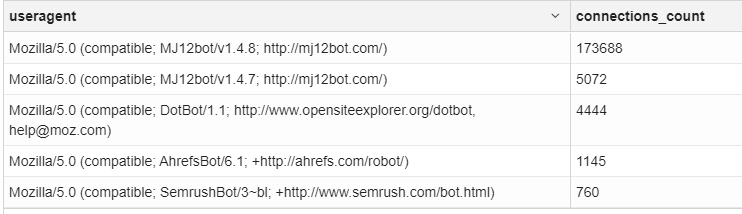 useragent connections_count
Mozilla/5.0 (compatible; MJ12bot/v1.4.8; http://mj12bot.com/) 173688
Mozilla/5.0 (compatible; MJ12bot/v1.4.7; http://mj12bot.com/) 5072
Mozilla/5.0 (compatible; DotBot/1.1; http://www.opensiteexplorer.org/dotbot, 4444
help@moz.com)
Mozilla/5.0 (compatible; AhrefsBot/6.1; +http://ahrefs.com/robot/) 1145
Mozilla/5.0 (compatible; SemrushBot/3~bl; +http://www.semrush.com/bot.html) 760